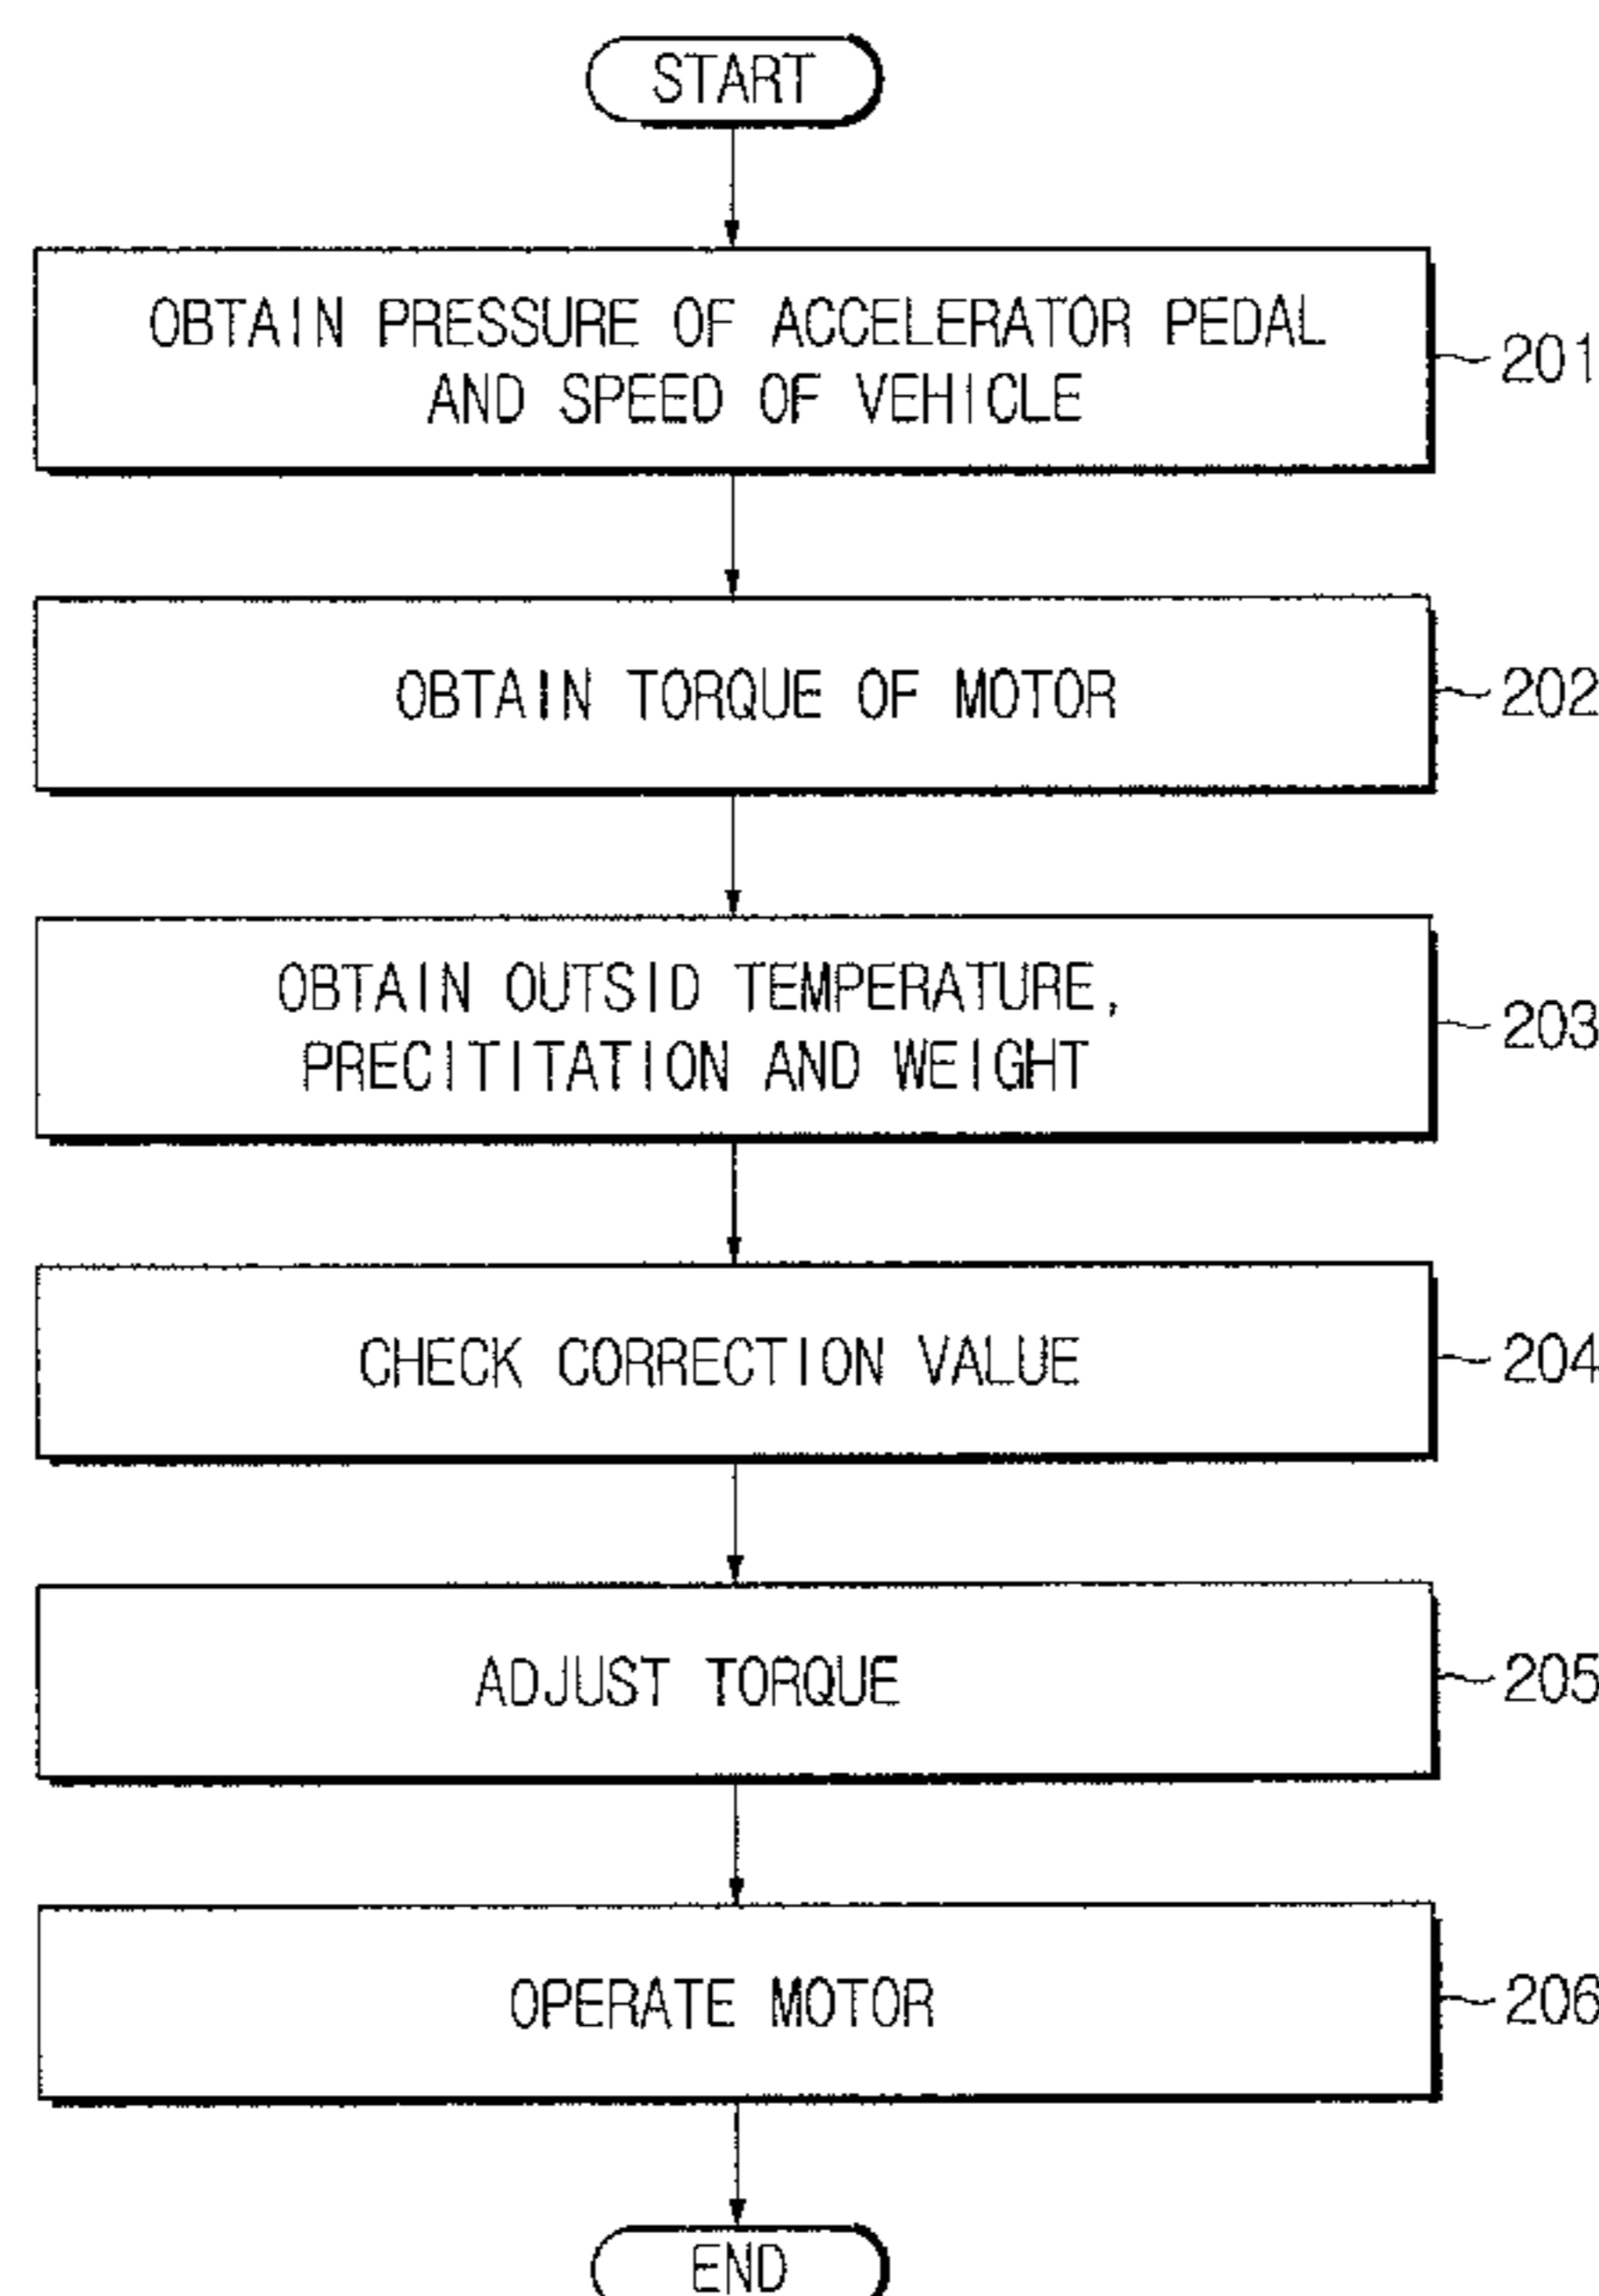 START
OBTAIN PRESSURE OF ACCELERATOR PEDAL
AND SPEED OF VEHICLE
201
OBTAIN TORQUE OF MOTOR
202
OBTAIN OUTSID TEMPERATURE,
PRECITITATION AND WEIGHT
203
CHECK CORRECTION VALUE
204
ADJUST TORQUE
205
OPERATE MOTOR
206
END